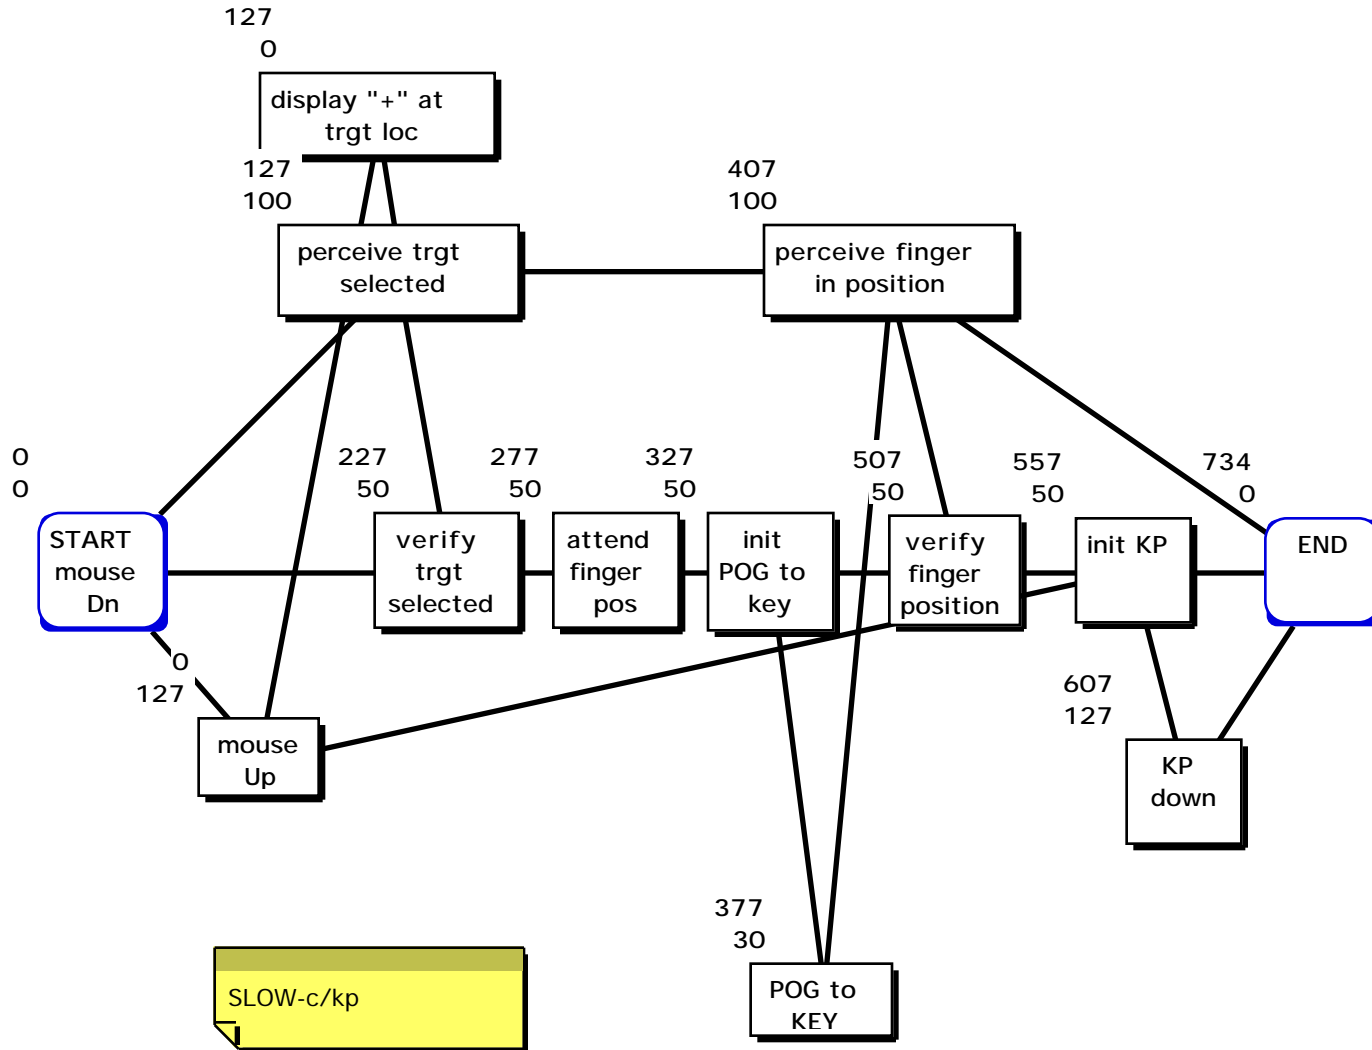 127
0
display "+" at
trgt loc
127
100
perceive trgt
selected
407
100
perceive finger
in position
0
0
START
mouse
Dn
227
50
verify
trgt
selected
277
50
attend
finger
pos
327
50
init
POG to
key
507
50
verify
finger
position
557
50
init KP
734
0
END
0
127
mouse
Up
607
127
KP
down
377
30
POG to
KEY
SLOW-c/kp